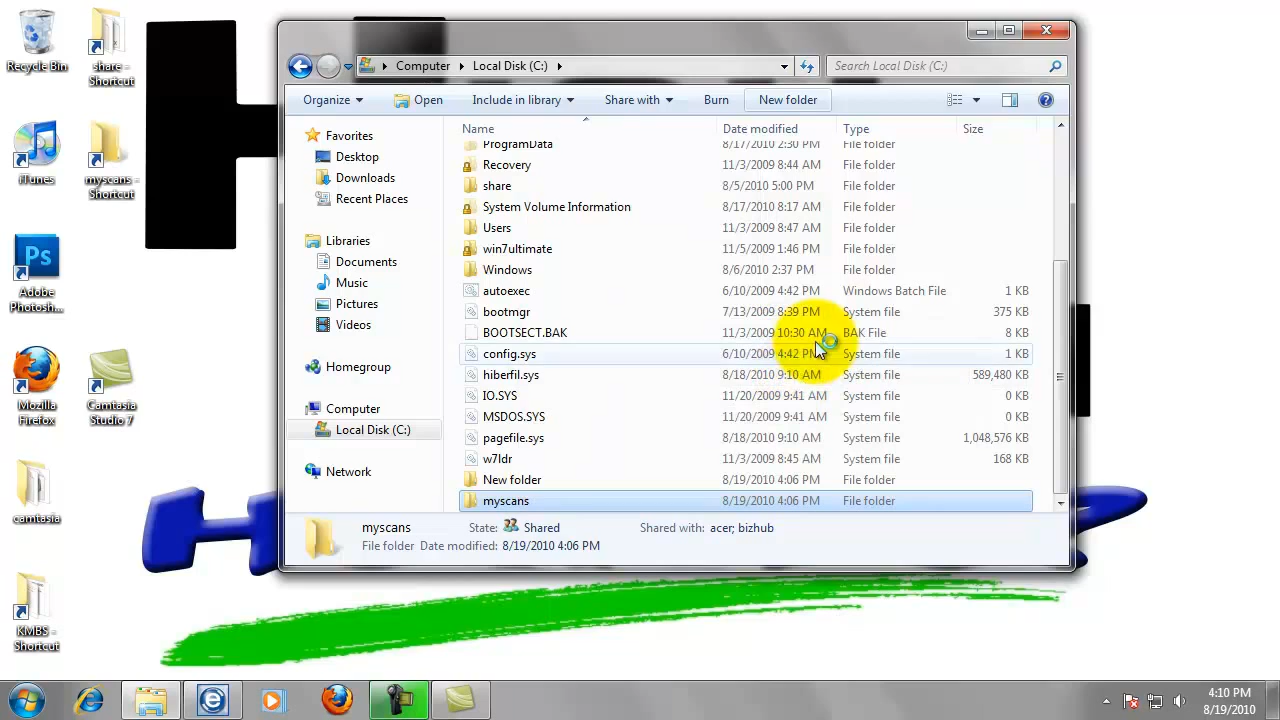 Recycle Bin
share -
Shortcut
iTunes
myscans -
Shortcut
Ps
Adobe
Photosh...
Mozilla
Firefox
Camtasia
Studio 7
camtasia
KMBS -
Shortcut
Computer Local Disk (C:)
Search Local Disk (C:)
Organize Open Include in library Share with Burn New folder
Favorites
Desktop
Downloads
Recent Places
Libraries
Documents
Music
Pictures
Videos
Homegroup
Computer
Local Disk (C:)
Network
Name Date modified Type Size
ProgramData 8/17/2010 2:30 PM File folder
Recovery 11/3/2009 8:44 AM File folder
share 8/5/2010 5:00 PM File folder
System Volume Information 8/17/2010 8:17 AM File folder
Users 11/3/2009 8:47 AM File folder
win7ultimate 11/5/2009 1:46 PM File folder
Windows 8/6/2010 2:37 PM File folder
autoexec 6/10/2009 4:42 PM Windows Batch File 1 KB
bootmgr 7/13/2009 8:39 PM System file 375 KB
BOOTSECT.BAK 11/3/2009 10:30 AM BAK File 8 KB
config.sys 6/10/2009 4:42 PM System file 1 KB
hiberfil.sys 8/18/2010 9:10 AM System file 589,480 KB
IO.SYS 11/20/2009 9:41 AM System file 0 KB
MSDOS.SYS 11/20/2009 9:41 AM System file 0 KB
pagefile.sys 8/18/2010 9:10 AM System file 1,048,576 KB
w7ldr 11/3/2009 8:45 AM System file 168 KB
New folder 8/19/2010 4:06 PM File folder
myscans 8/19/2010 4:06 PM File folder
myscans State: Shared Shared with: acer; bizhub
File folder Date modified: 8/19/2010 4:06 PM
4:10 PM
8/19/2010